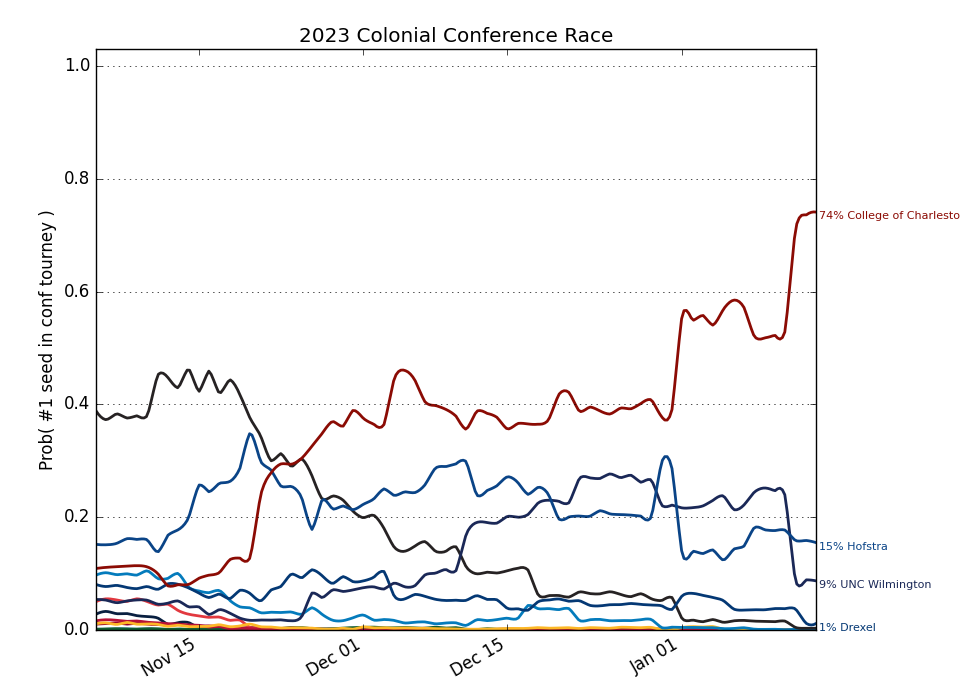 2023 Colonial Conference Race
Prob( #1 seed in conf tourney )
1.0
0.8
0.6
0.4
0.2
0.0
Nov 15
Dec 01
Dec 15
Jan 01
74% College of Charlesto
15% Hofstra
9% UNC Wilmington
1% Drexel